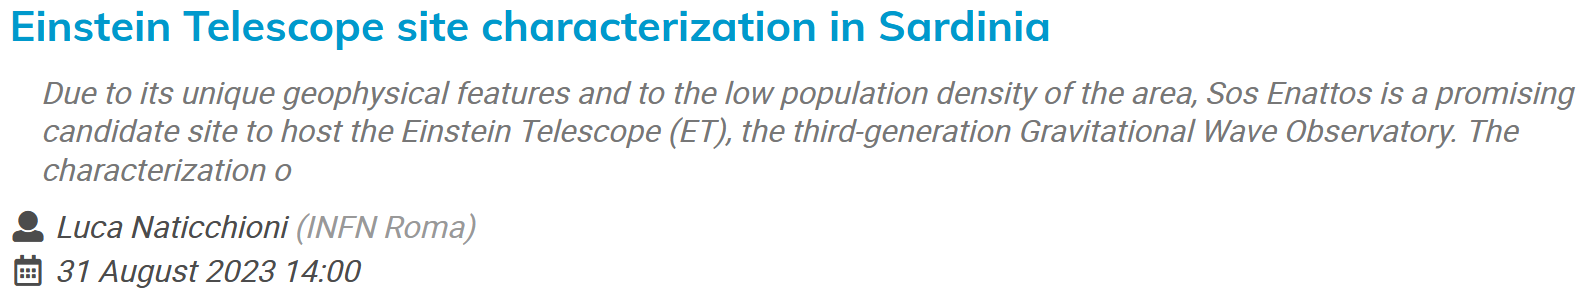 Einstein Telescope site characterization in Sardinia
Due to its unique geophysical features and to the low population density of the area, Sos Enattos is a promising
candidate site to host the Einstein Telescope (ET), the third-generation Gravitational Wave Observatory. The
characterization o
Luca Naticchioni (INFN Roma)
31 August 2023 14:00